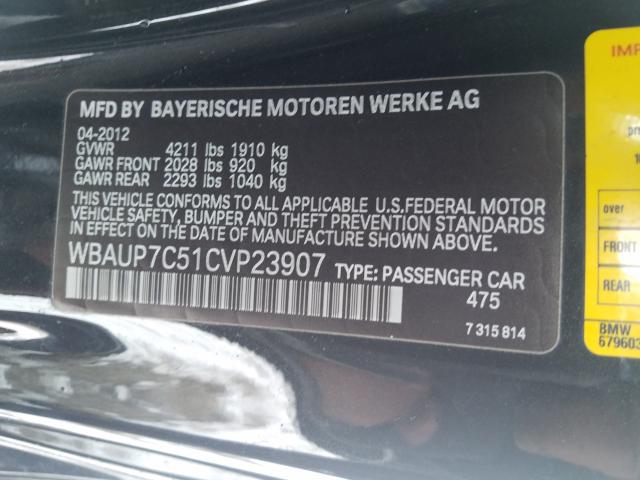 MFD BY BAYERISCHE MOTOREN WERKE AG
04-2012
GVWR 4211 lbs 1910 kg
GAWR FRONT 2028 lbs 920 kg
GAWR REAR 2293 lbs 1040 kg
THIS VEHICLE CONFORMS TO ALL APPLICABLE U.S.FEDERAL MOTOR
VEHICLE SAFETY, BUMPER AND THEFT PREVENTION STANDARDS
IN EFFECT ON THE DATE OF MANUFACTURE SHOWN ABOVE.
WBAUP7C51CVP23907 TYPE: PASSENGER CAR
475
7 315 814
over
FRONT
REAR
BMW